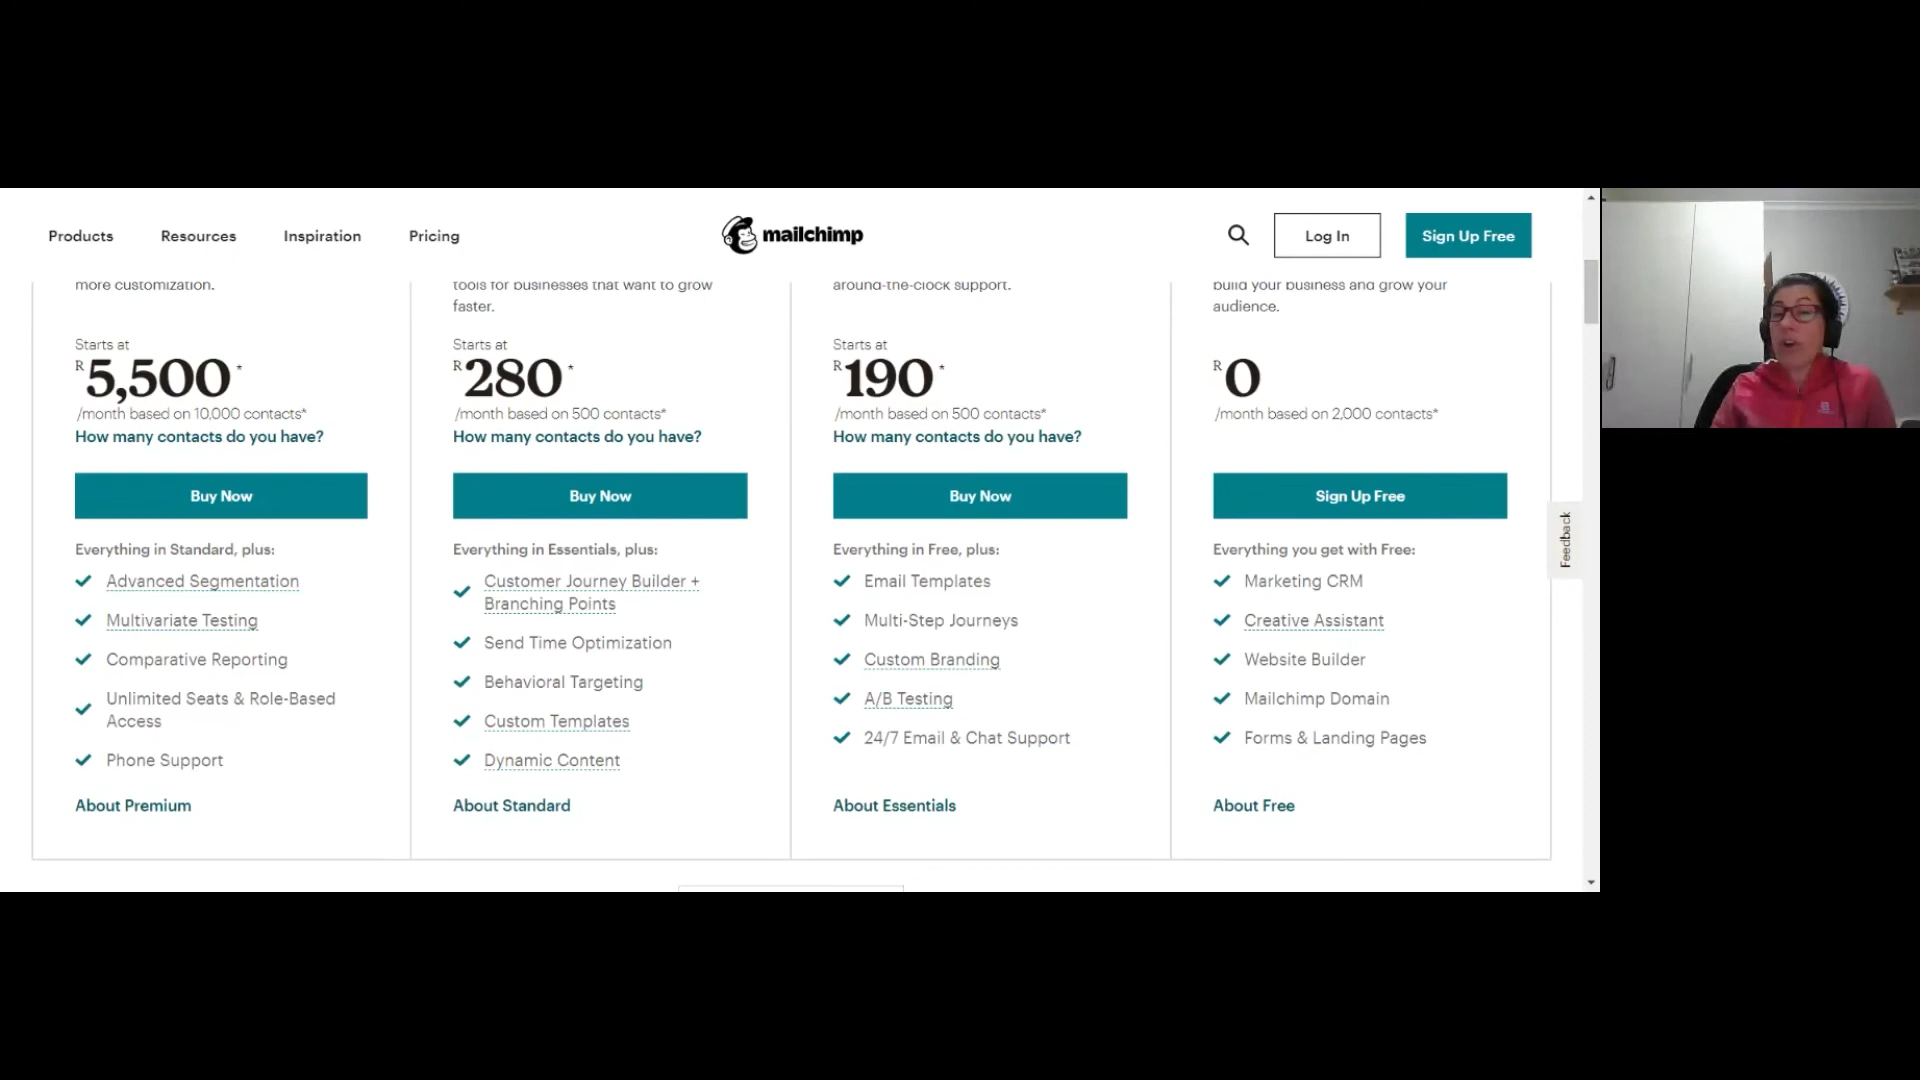 Products
Resources
Inspiration
Pricing
mailchimp
Log In
Sign Up Free
more customization.
Starts at
R5,500*
/month based on 10,000 contacts*
How many contacts do you have?
Buy Now
Everything in Standard, plus:
Advanced Segmentation
Multivariate Testing
Comparative Reporting
Unlimited Seats & Role-Based
Access
Phone Support
About Premium
tools for businesses that want to grow
faster.
Starts at
R280*
/month based on 500 contacts*
How many contacts do you have?
Buy Now
Everything in Essentials, plus:
Customer Journey Builder +
Branching Points
Send Time Optimization
Behavioral Targeting
Custom Templates
Dynamic Content
About Standard
around-the-clock support.
Starts at
R190*
/month based on 500 contacts*
How many contacts do you have?
Buy Now
Everything in Free, plus:
Email Templates
Multi-Step Journeys
Custom Branding
A/B Testing
24/7 Email & Chat Support
About Essentials
build your business and grow your
audience.
R0
/month based on 2,000 contacts*
Sign Up Free
Everything you get with Free:
Marketing CRM
Creative Assistant
Website Builder
Mailchimp Domain
Forms & Landing Pages
About Free
Feedback